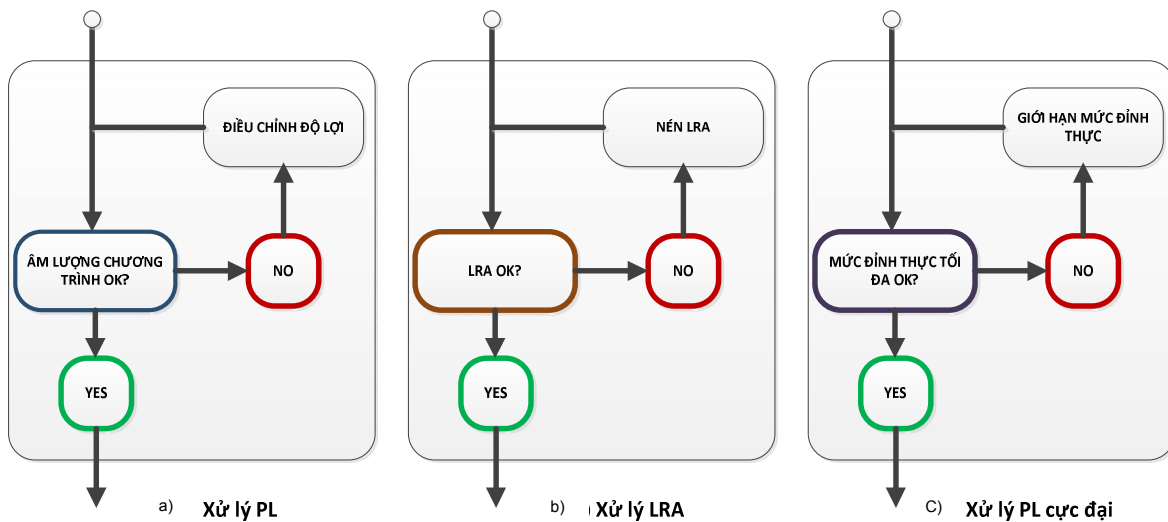 ĐIỀU CHỈNH ĐỘ LỢI
ÂM LƯỢNG CHƯƠNG
TRÌNH OK?
NO
YES
a) Xử lý PL
NÉN LRA
LRA OK?
NO
YES
b) Xử lý LRA
GIỚI HẠN MỨC ĐỈNH
THỰC
MỨC ĐỈNH THỰC TỐI
ĐA OK?
NO
YES
C) Xử lý PL cực đại